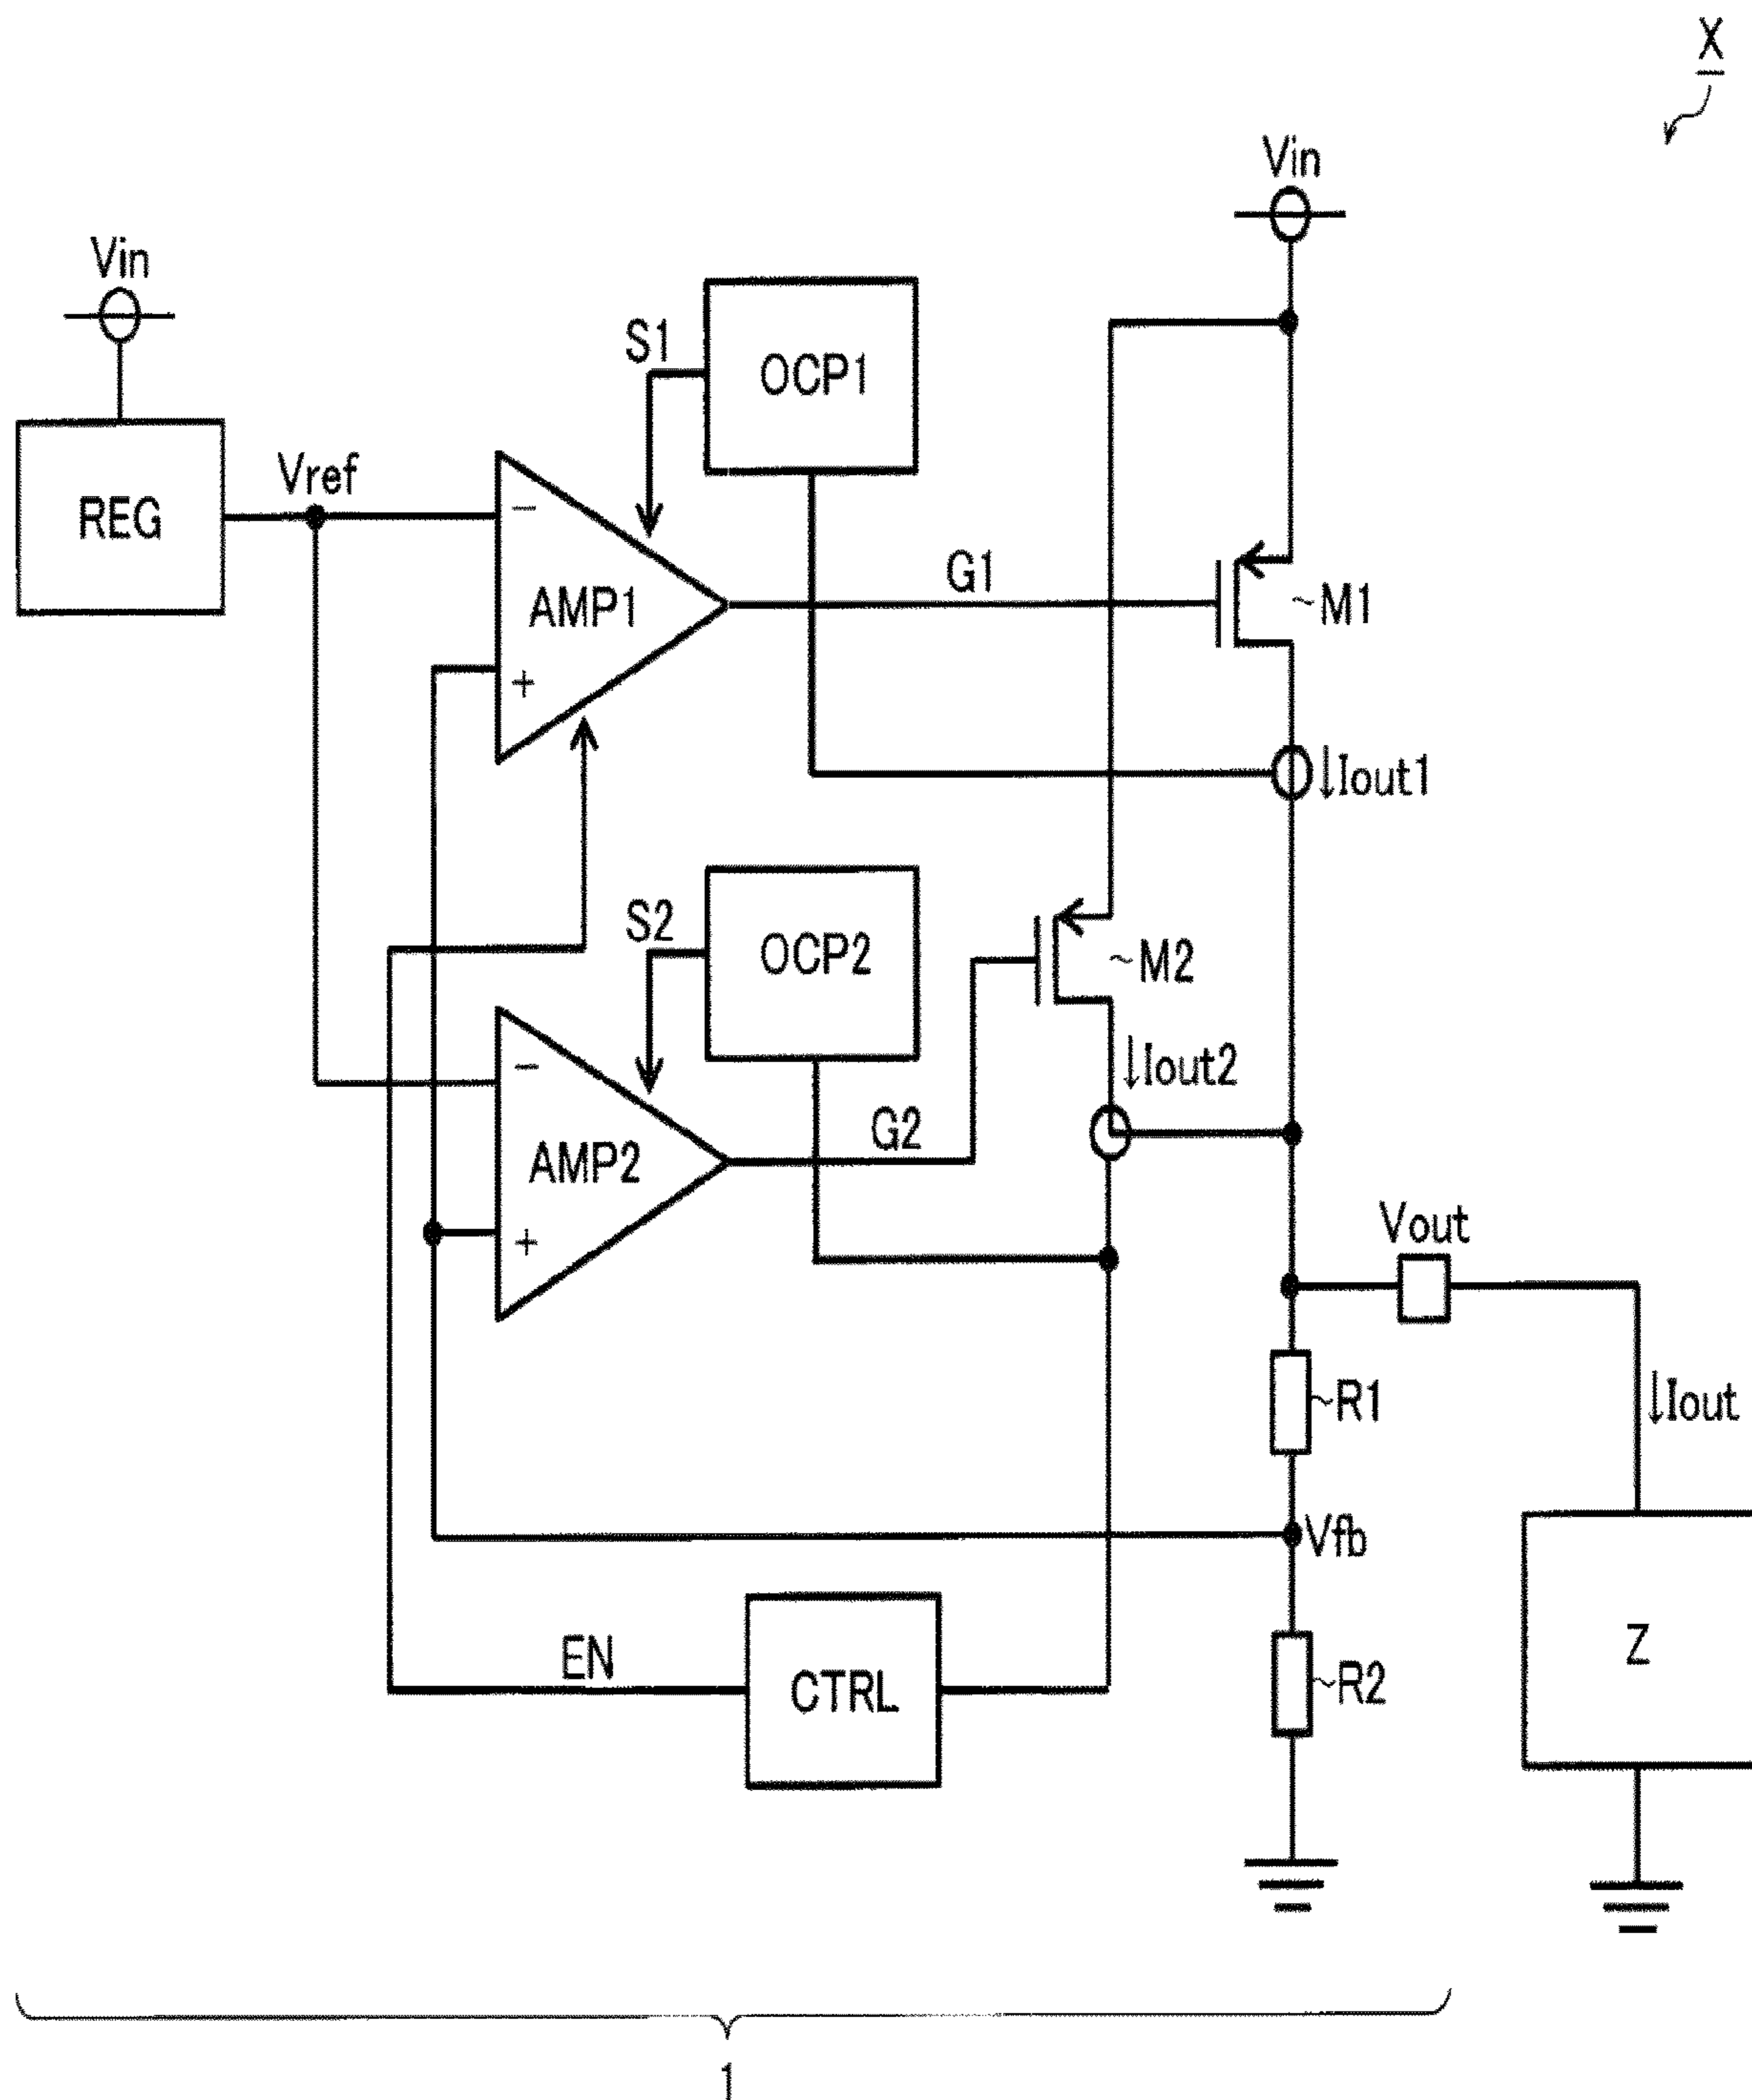 X
Vin
Vin
S1
OCP1
REG
Vref
−
AMP1
+
G1
~M1
↓Iout1
S2
OCP2
~M2
−
AMP2
+
G2
↓Iout2
Vout
~R1
↓Iout
Vfb
EN
CTRL
~R2
Z
1